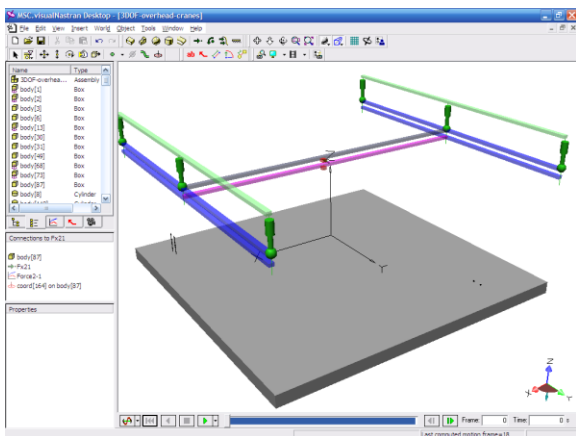 MSC.visualNastran Desktop - [3DOF-overhead-cranes]
File Edit View Insert World Object Tools Window Help
Name Type
3DOF-overhea... Assembly
body[1] Box
body[2] Box
body[3] Box
body[6] Box
body[13] Box
body[30] Box
body[31] Box
body[49] Box
body[68] Box
body[73] Box
body[87] Box
body[8] Cylinder
Connections to Fx21
body[87]
Fx21
Force2-1
coord[164] on body[87]
Properties
Z
X
Y
Z
X
Y
Frame: 0 Time: 0 s
Last computed motion frame=18